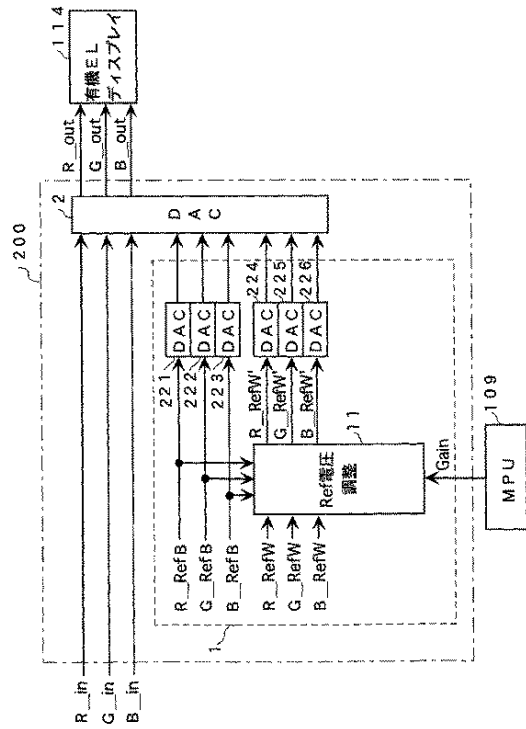 200
R_in
G_in
B_in
2
DAC
R_out
G_out
B_out
114
有機EL
ディスプレイ
1
R_RefB
G_RefB
B_RefB
R_RefW
G_RefW
B_RefW
221
DAC
222
DAC
223
DAC
11
Ref電圧
調整
R_RefW'
G_RefW'
B_RefW'
DAC
224
DAC
225
DAC
226
Gain
MPU
109